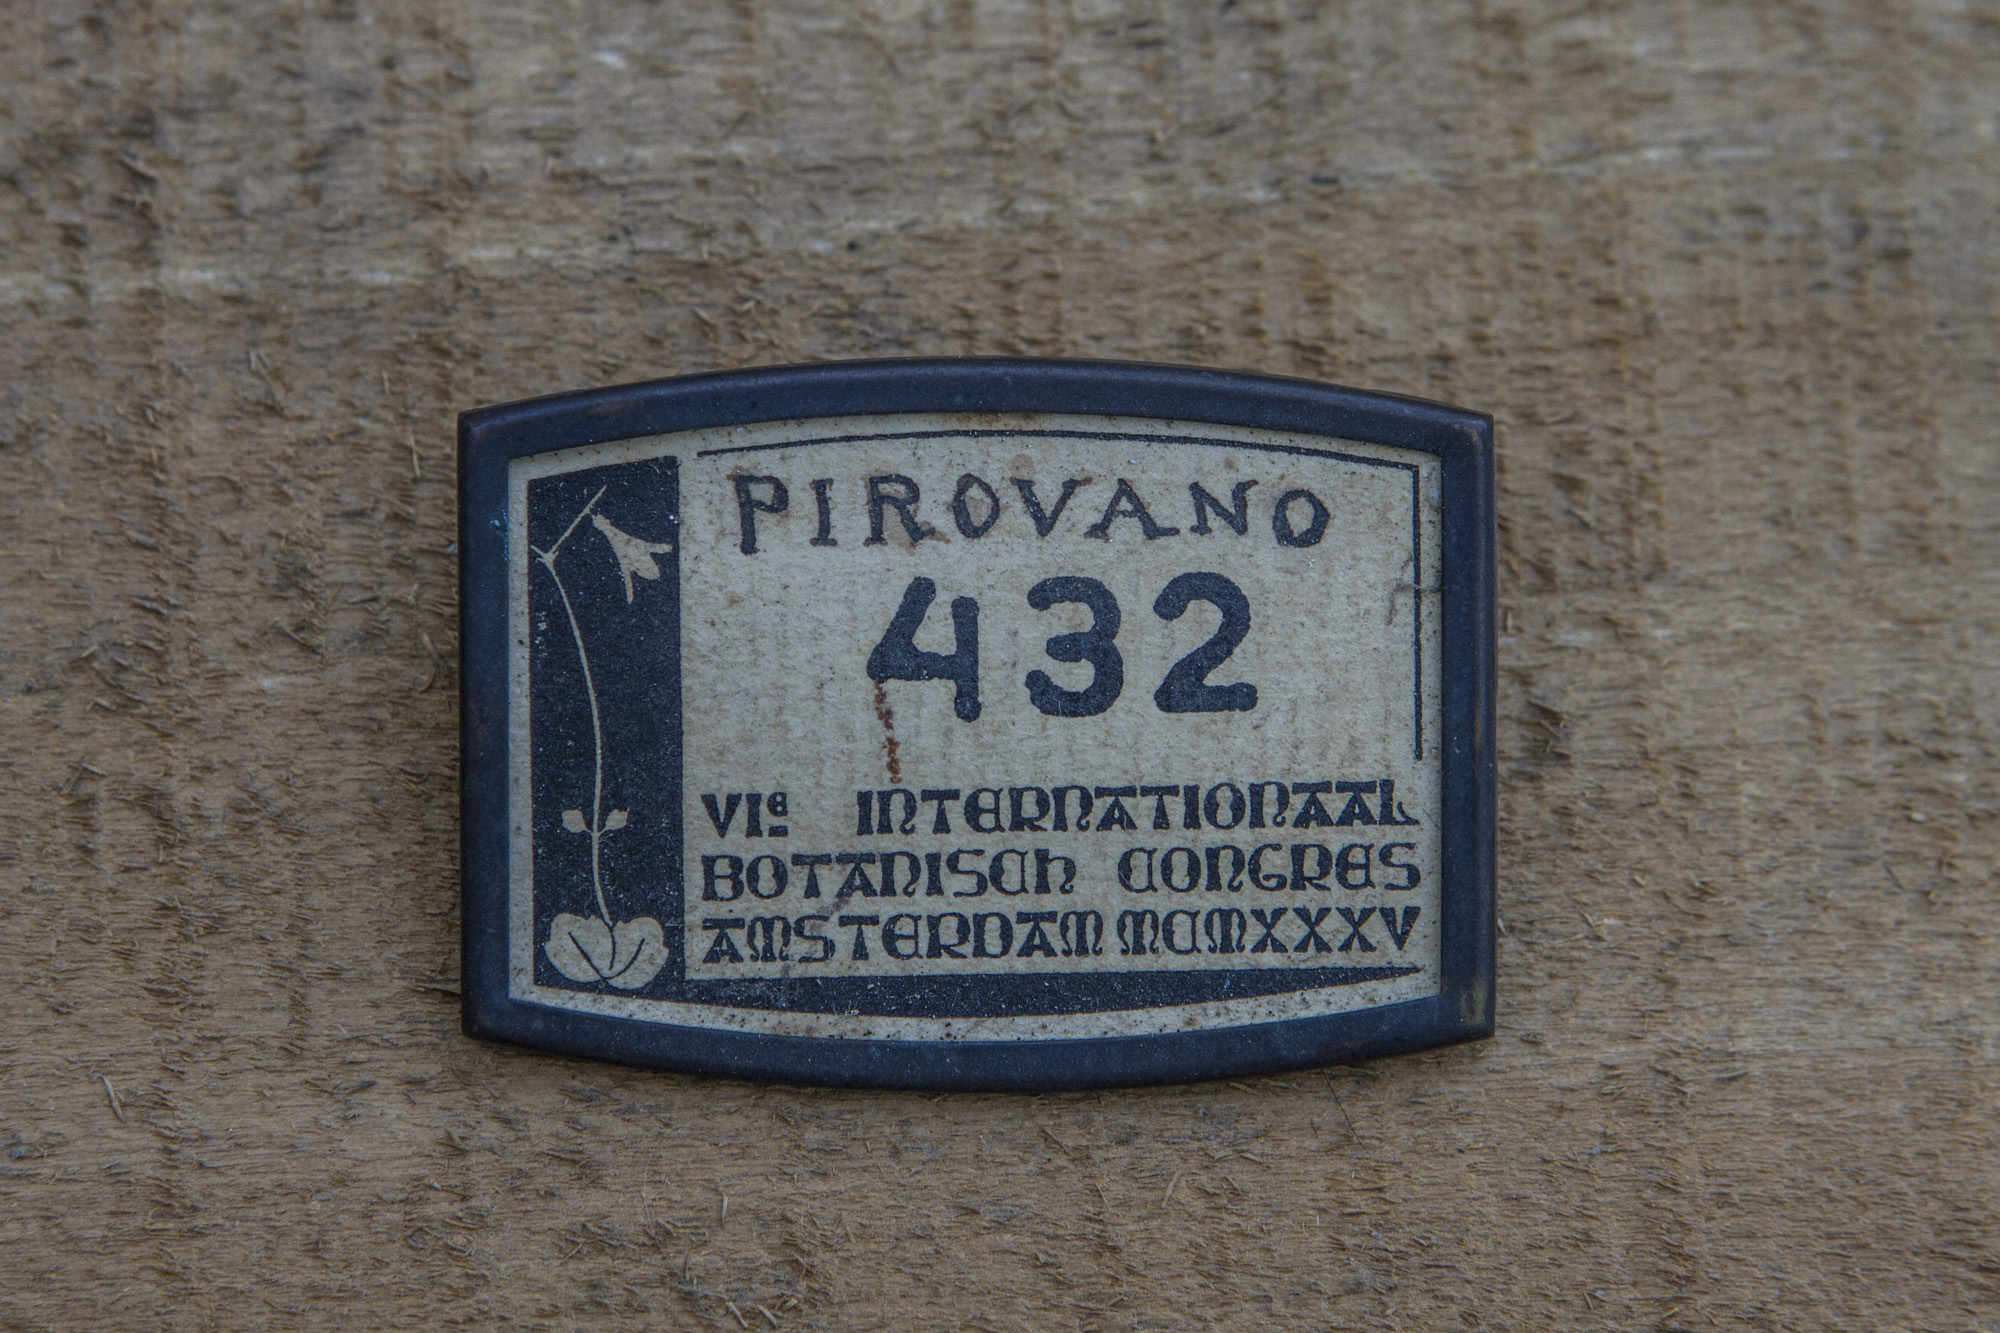 PIROVANO
432
VIe INTERNATIONAAL
BOTANISCh CONGRES
AMSTERDAM MCMXXXV